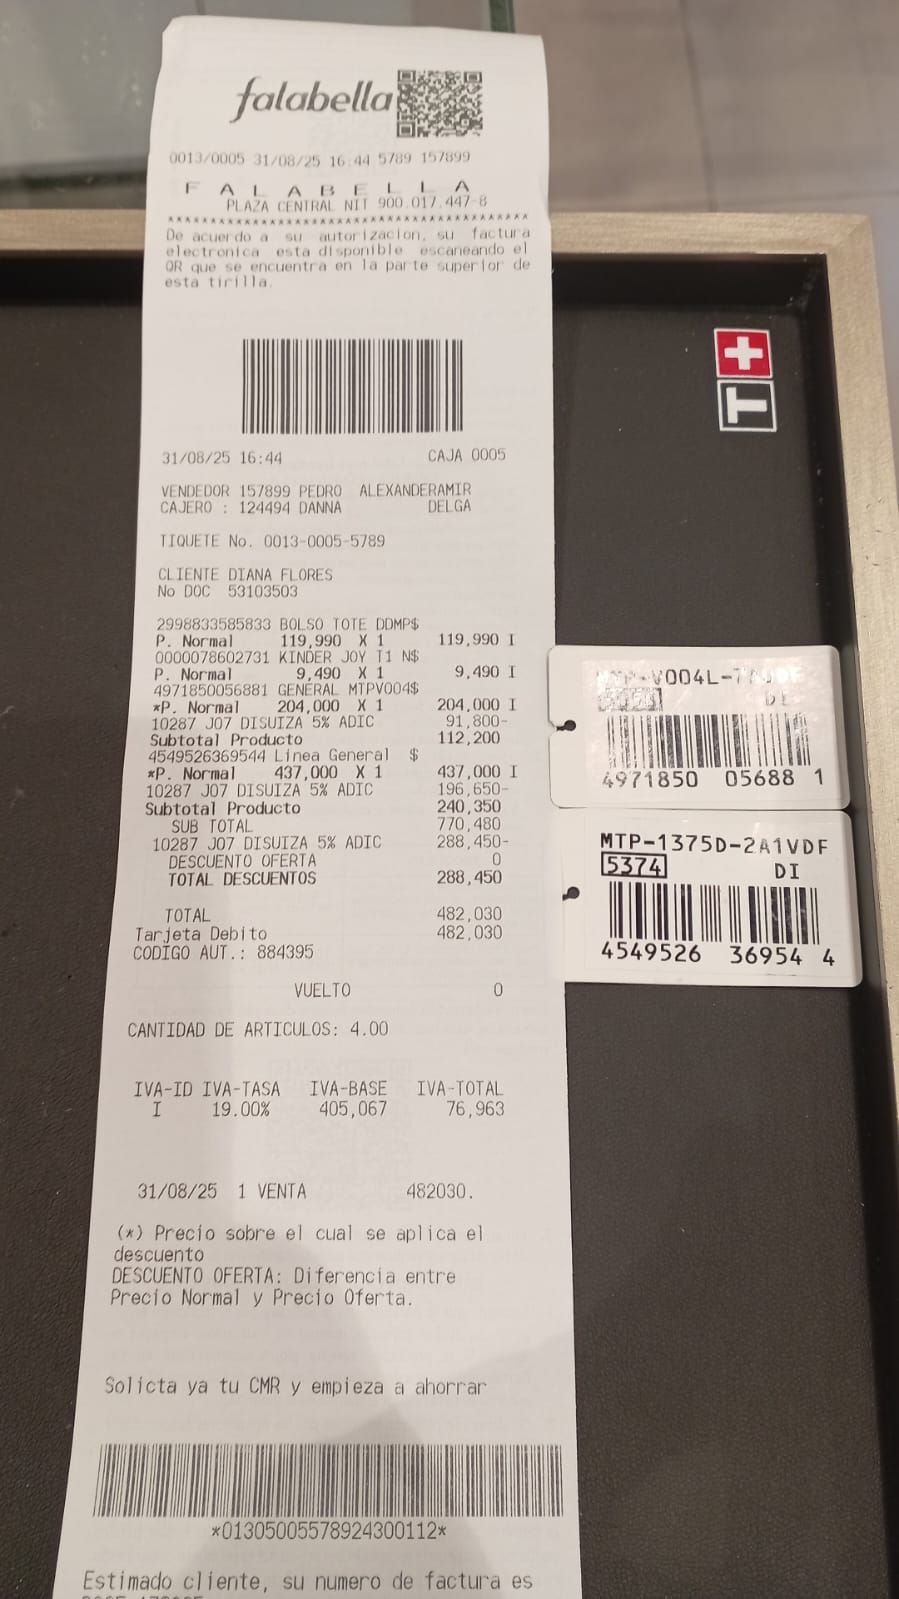 falabella
0013/0005 31/08/25 16:44 5789 157899
F A L A B E L L A
PLAZA CENTRAL NIT 900.017.447-8
************************************************
De acuerdo a su autorizacion, su factura
electronica esta disponible escaneando el
QR que se encuentra en la parte superior de
esta tirilla.
31/08/25 16:44 CAJA 0005
VENDEDOR 157899 PEDRO ALEXANDERAMIR
CAJERO : 124494 DANNA DELGA
TIQUETE No. 0013-0005-5789
CLIENTE DIANA FLORES
No DOC 53103503
2998833585833 BOLSO TOTE DDMP$
P. Normal 119,990 X 1 119,990 I
0000078602731 KINDER JOY T1 N$
P. Normal 9,490 X 1 9,490 I
4971850056881 GENERAL MTPV004$
*P. Normal 204,000 X 1 204,000 I
10287 J07 DISUIZA 5% ADIC 91,800-
Subtotal Producto 112,200
4549526369544 Linea General $
*P. Normal 437,000 X 1 437,000 I
10287 J07 DISUIZA 5% ADIC 196,650-
Subtotal Producto 240,350
SUB TOTAL 770,480
10287 J07 DISUIZA 5% ADIC 288,450-
DESCUENTO OFERTA 0
TOTAL DESCUENTOS 288,450
TOTAL 482,030
Tarjeta Debito 482,030
CODIGO AUT.: 884395
VUELTO 0
CANTIDAD DE ARTICULOS: 4.00
IVA-ID IVA-TASA IVA-BASE IVA-TOTAL
I 19.00% 405,067 76,963
31/08/25 1 VENTA 482030.
(*) Precio sobre el cual se aplica el
descuento
DESCUENTO OFERTA: Diferencia entre
Precio Normal y Precio Oferta.
Solicta ya tu CMR y empieza a ahorrar
*01305005578924300112*
Estimado cliente, su numero de factura es
T
DI
4971850 05688 1
MTP-1375D-2A1VDF
5374 DI
4549526 36954 4